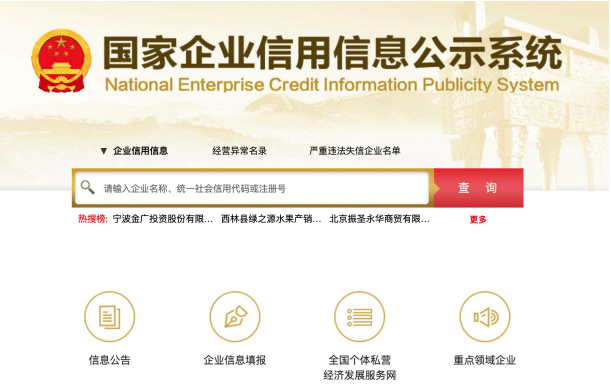 国家企业信用信息公示系统
National Enterprise Credit Information Publicity System
▼ 企业信用信息 经营异常名录 严重违法失信企业名单
请输入企业名称、统一社会信用代码或注册号 查 询
热搜榜: 宁波金广投资股份有限... 西林县绿之源水果产销... 北京振圣永华商贸有限...
更多
信息公告 企业信息填报 全国个体私营 重点领域企业
经济发展服务网